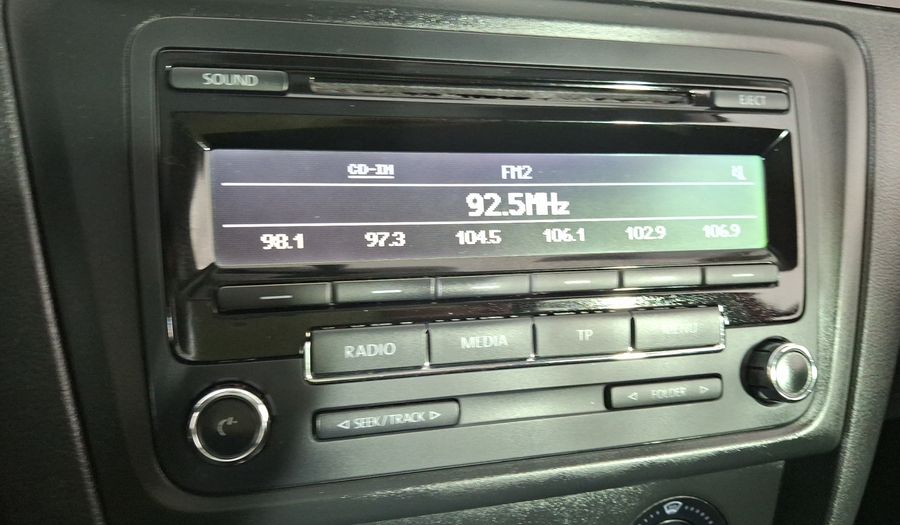 SOUND EJECT
CD-IN FM2
92.5MHz
98.1 97.3 104.5 106.1 102.9 106.9
RADIO MEDIA TP MENU
SEEK/TRACK FOLDER